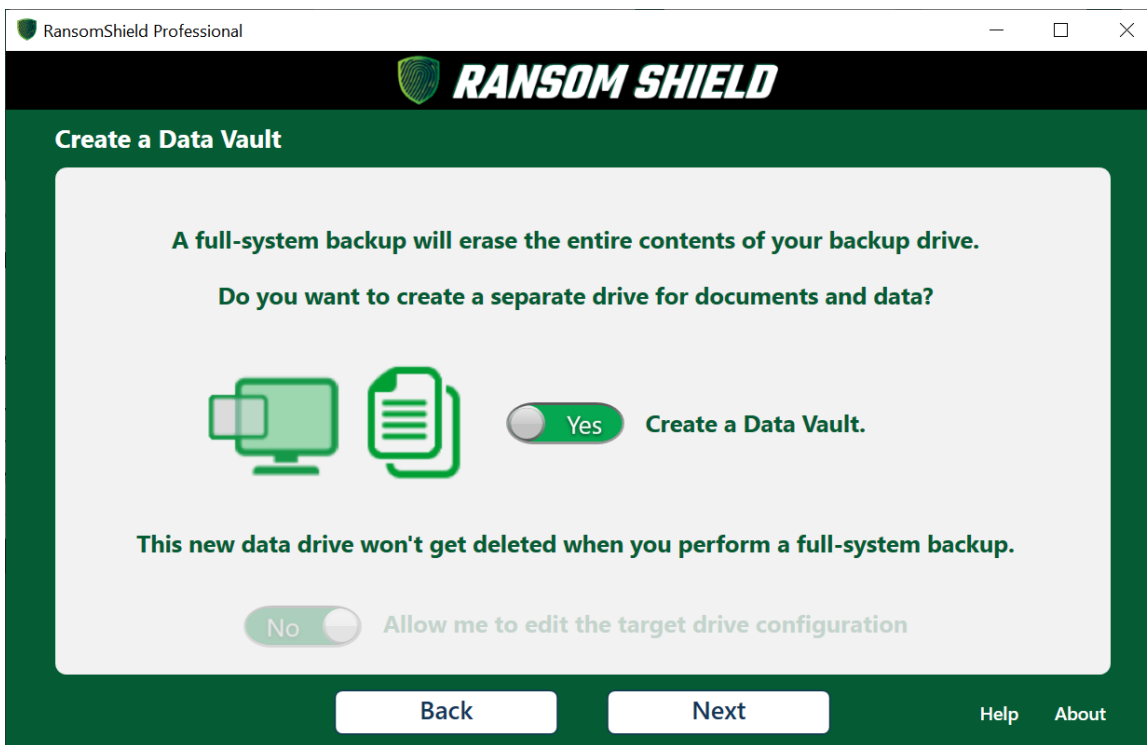 RansomShield Professional
RANSOM SHIELD
Create a Data Vault
A full-system backup will erase the entire contents of your backup drive.
Do you want to create a separate drive for documents and data?
Yes
Create a Data Vault.
This new data drive won't get deleted when you perform a full-system backup.
No
Allow me to edit the target drive configuration
Back
Next
Help
About